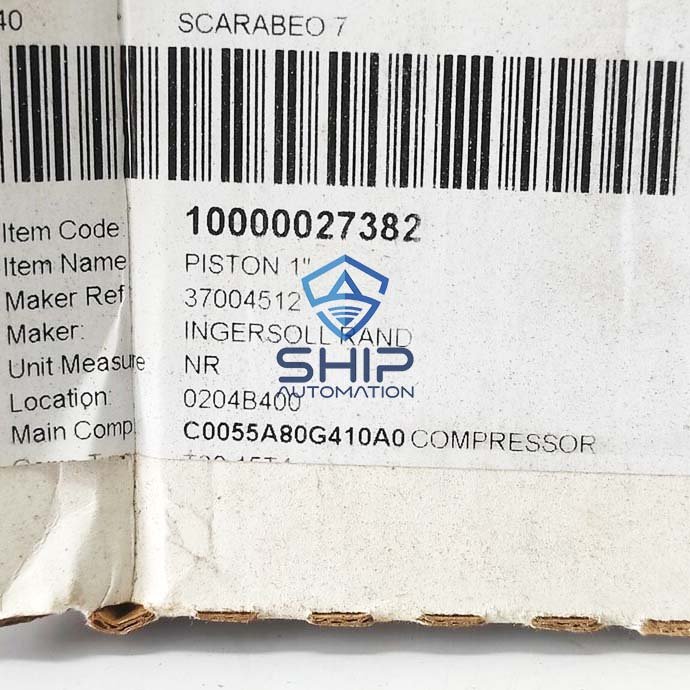 40 SCARABEO 7
Item Code 10000027382
Item Name PISTON 1"
Maker Ref 37004512
Maker: INGERSOLL RAND
Unit Measure NR
Location: 0204B400
Main Comp. C0055A80G410A0 COMPRESSOR
SHIP
AUTOMATION